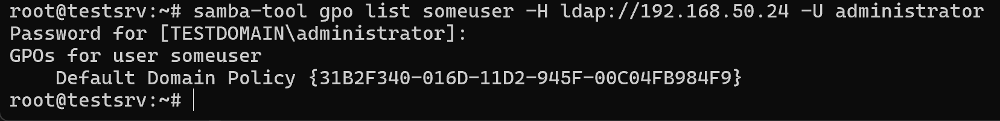 root@testsrv:~# samba-tool gpo list someuser -H ldap://192.168.50.24 -U administrator
Password for [TESTDOMAIN\administrator]:
GPOs for user someuser
    Default Domain Policy {31B2F340-016D-11D2-945F-00C04FB984F9}
root@testsrv:~#